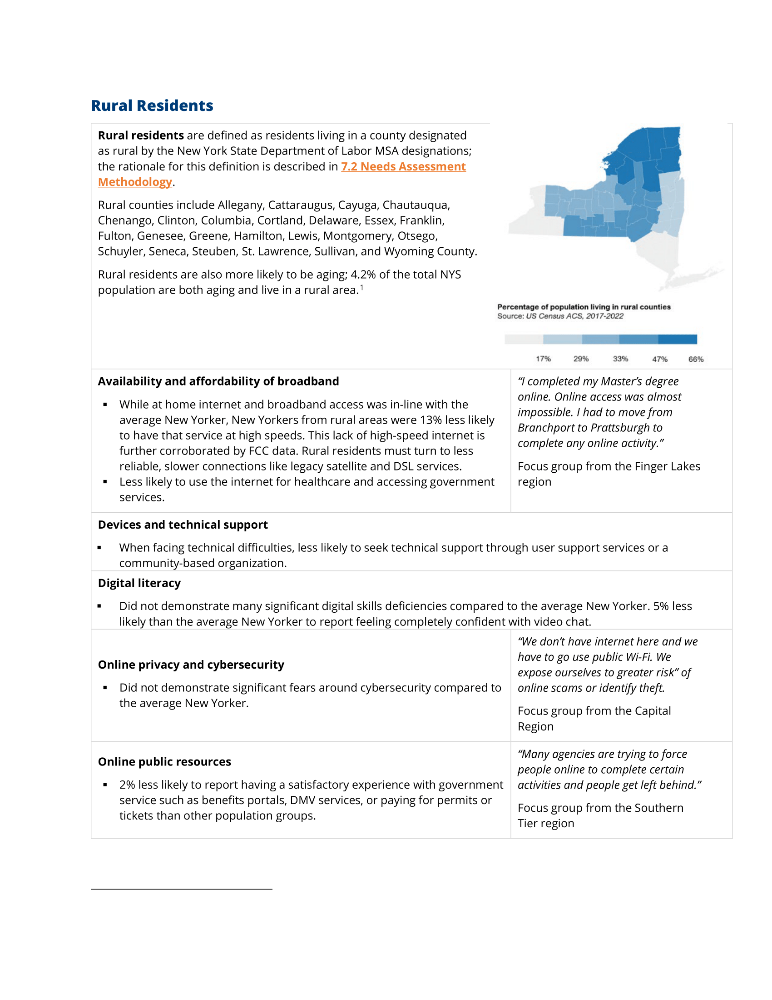 Rural Residents
Rural residents are defined as residents living in a county designated
as rural by the New York State Department of Labor MSA designations;
the rationale for this definition is described in 7.2 Needs Assessment
Methodology.
Rural counties include Allegany, Cattaraugus, Cayuga, Chautauqua,
Chenango, Clinton, Columbia, Cortland, Delaware, Essex, Franklin,
Fulton, Genesee, Greene, Hamilton, Lewis, Montgomery, Otsego,
Schuyler, Seneca, Steuben, St. Lawrence, Sullivan, and Wyoming County.
Rural residents are also more likely to be aging; 4.2% of the total NYS
population are both aging and live in a rural area.1
Percentage of population living in rural counties
Source: US Census ACS, 2017-2022
17% 29% 33% 47% 66%
Availability and affordability of broadband
▪ While at home internet and broadband access was in-line with the
average New Yorker, New Yorkers from rural areas were 13% less likely
to have that service at high speeds. This lack of high-speed internet is
further corroborated by FCC data. Rural residents must turn to less
reliable, slower connections like legacy satellite and DSL services.
▪ Less likely to use the internet for healthcare and accessing government
services.
“I completed my Master’s degree
online. Online access was almost
impossible. I had to move from
Branchport to Prattsburgh to
complete any online activity.”
Focus group from the Finger Lakes
region
Devices and technical support
▪ When facing technical difficulties, less likely to seek technical support through user support services or a
community-based organization.
Digital literacy
▪ Did not demonstrate many significant digital skills deficiencies compared to the average New Yorker. 5% less
likely than the average New Yorker to report feeling completely confident with video chat.
Online privacy and cybersecurity
▪ Did not demonstrate significant fears around cybersecurity compared to
the average New Yorker.
“We don’t have internet here and we
have to go use public Wi-Fi. We
expose ourselves to greater risk” of
online scams or identify theft.
Focus group from the Capital
Region
Online public resources
▪ 2% less likely to report having a satisfactory experience with government
service such as benefits portals, DMV services, or paying for permits or
tickets than other population groups.
“Many agencies are trying to force
people online to complete certain
activities and people get left behind.”
Focus group from the Southern
Tier region